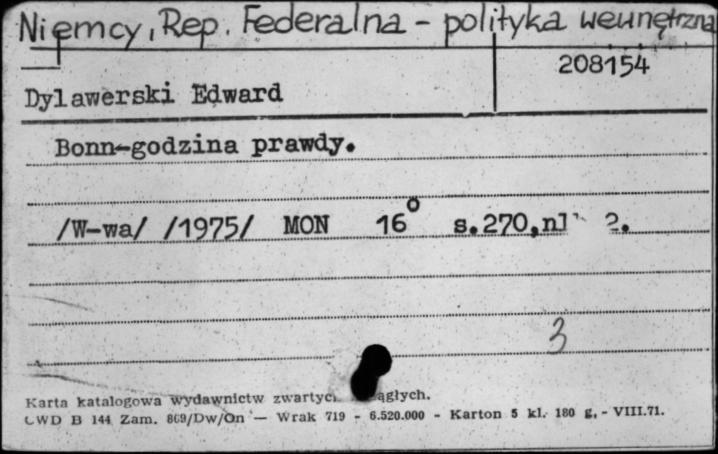 Niemcy, Rep. Federalna - polityka wewnętrzna
208154
Dylawerski Edward
Bonn-godzina prawdy.
/W-wa/ /1975/ MON 16° s.270,nl 2.
3
Karta katalogowa wydawnictw zwartych ciągłych.
CWD B 144 Zam. 869/Dw/On — Wrak 719 - 6.520.000 - Karton 5 kl. 180 g. - VIII.71.